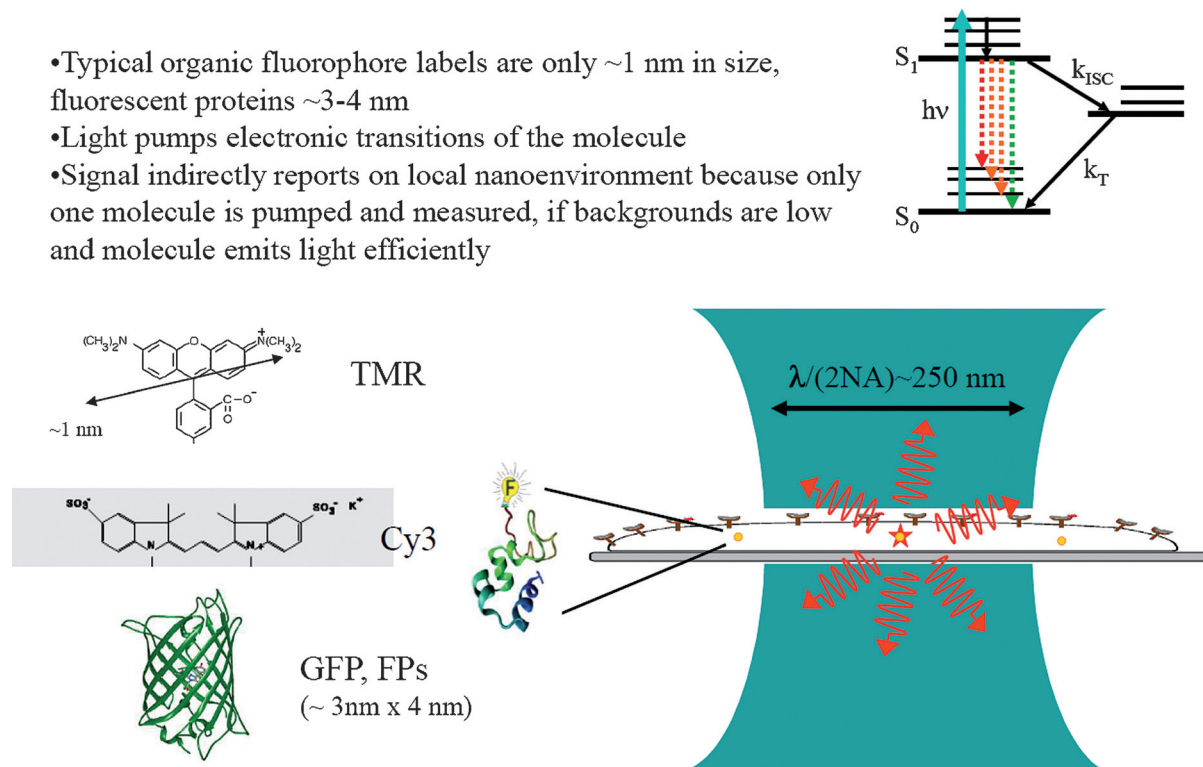 •Typical organic fluorophore labels are only ~1 nm in size,
fluorescent proteins ~3-4 nm
•Light pumps electronic transitions of the molecule
•Signal indirectly reports on local nanoenvironment because only
one molecule is pumped and measured, if backgrounds are low
and molecule emits light efficiently
S1
kISC
hν
kT
S0
(CH3)2N
O
+
N(CH3)2
C–O−
O
TMR
~1 nm
λ/(2NA)~250 nm
SO3−
SO3− K+
N
N+
Cy3
F
GFP, FPs
(~ 3nm x 4 nm)